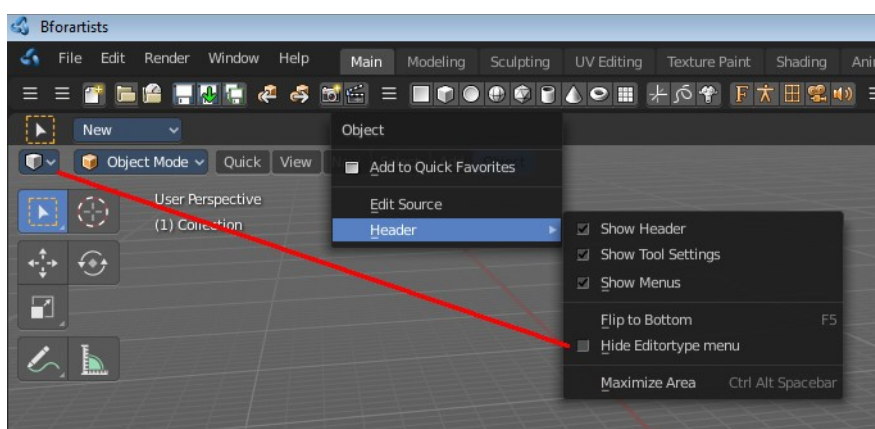 Bforartists
File Edit Render Window Help Main Modeling Sculpting UV Editing Texture Paint Shading
New
Object
Object Mode Quick View
Add to Quick Favorites
User Perspective
(1) Collection
Edit Source
Header
Show Header
Show Tool Settings
Show Menus
Flip to Bottom F5
Hide Editortype menu
Maximize Area Ctrl Alt Spacebar